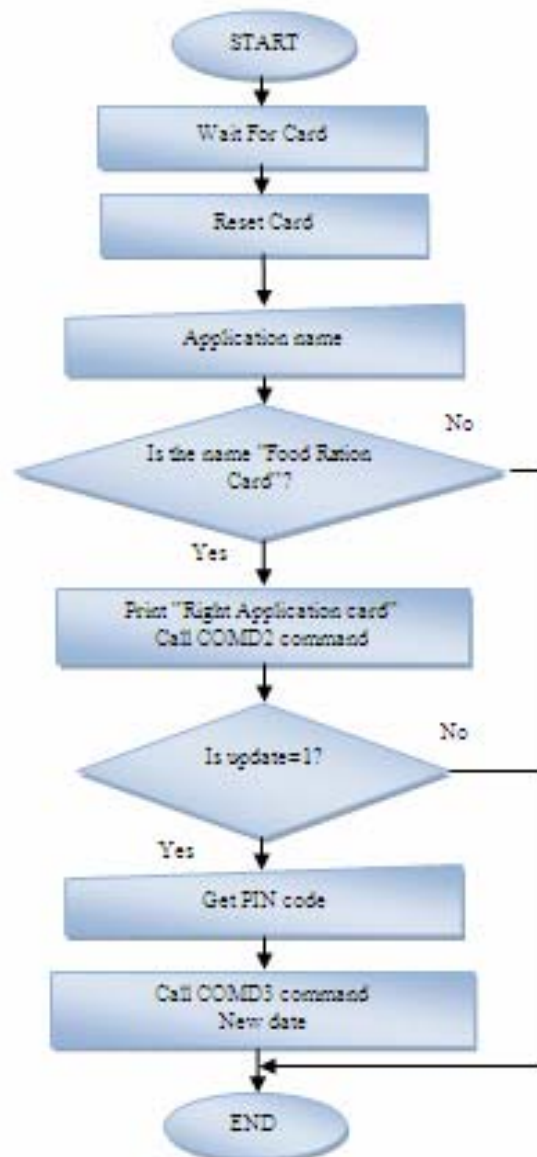 START
Wait For Card
Reset Card
Application name
No
Is the name "Food Ration
Card"?
Yes
Print "Right Application card"
Call COMD2 command
No
Is update=1?
Yes
Get PIN code
Call COMD3 command
New date
END